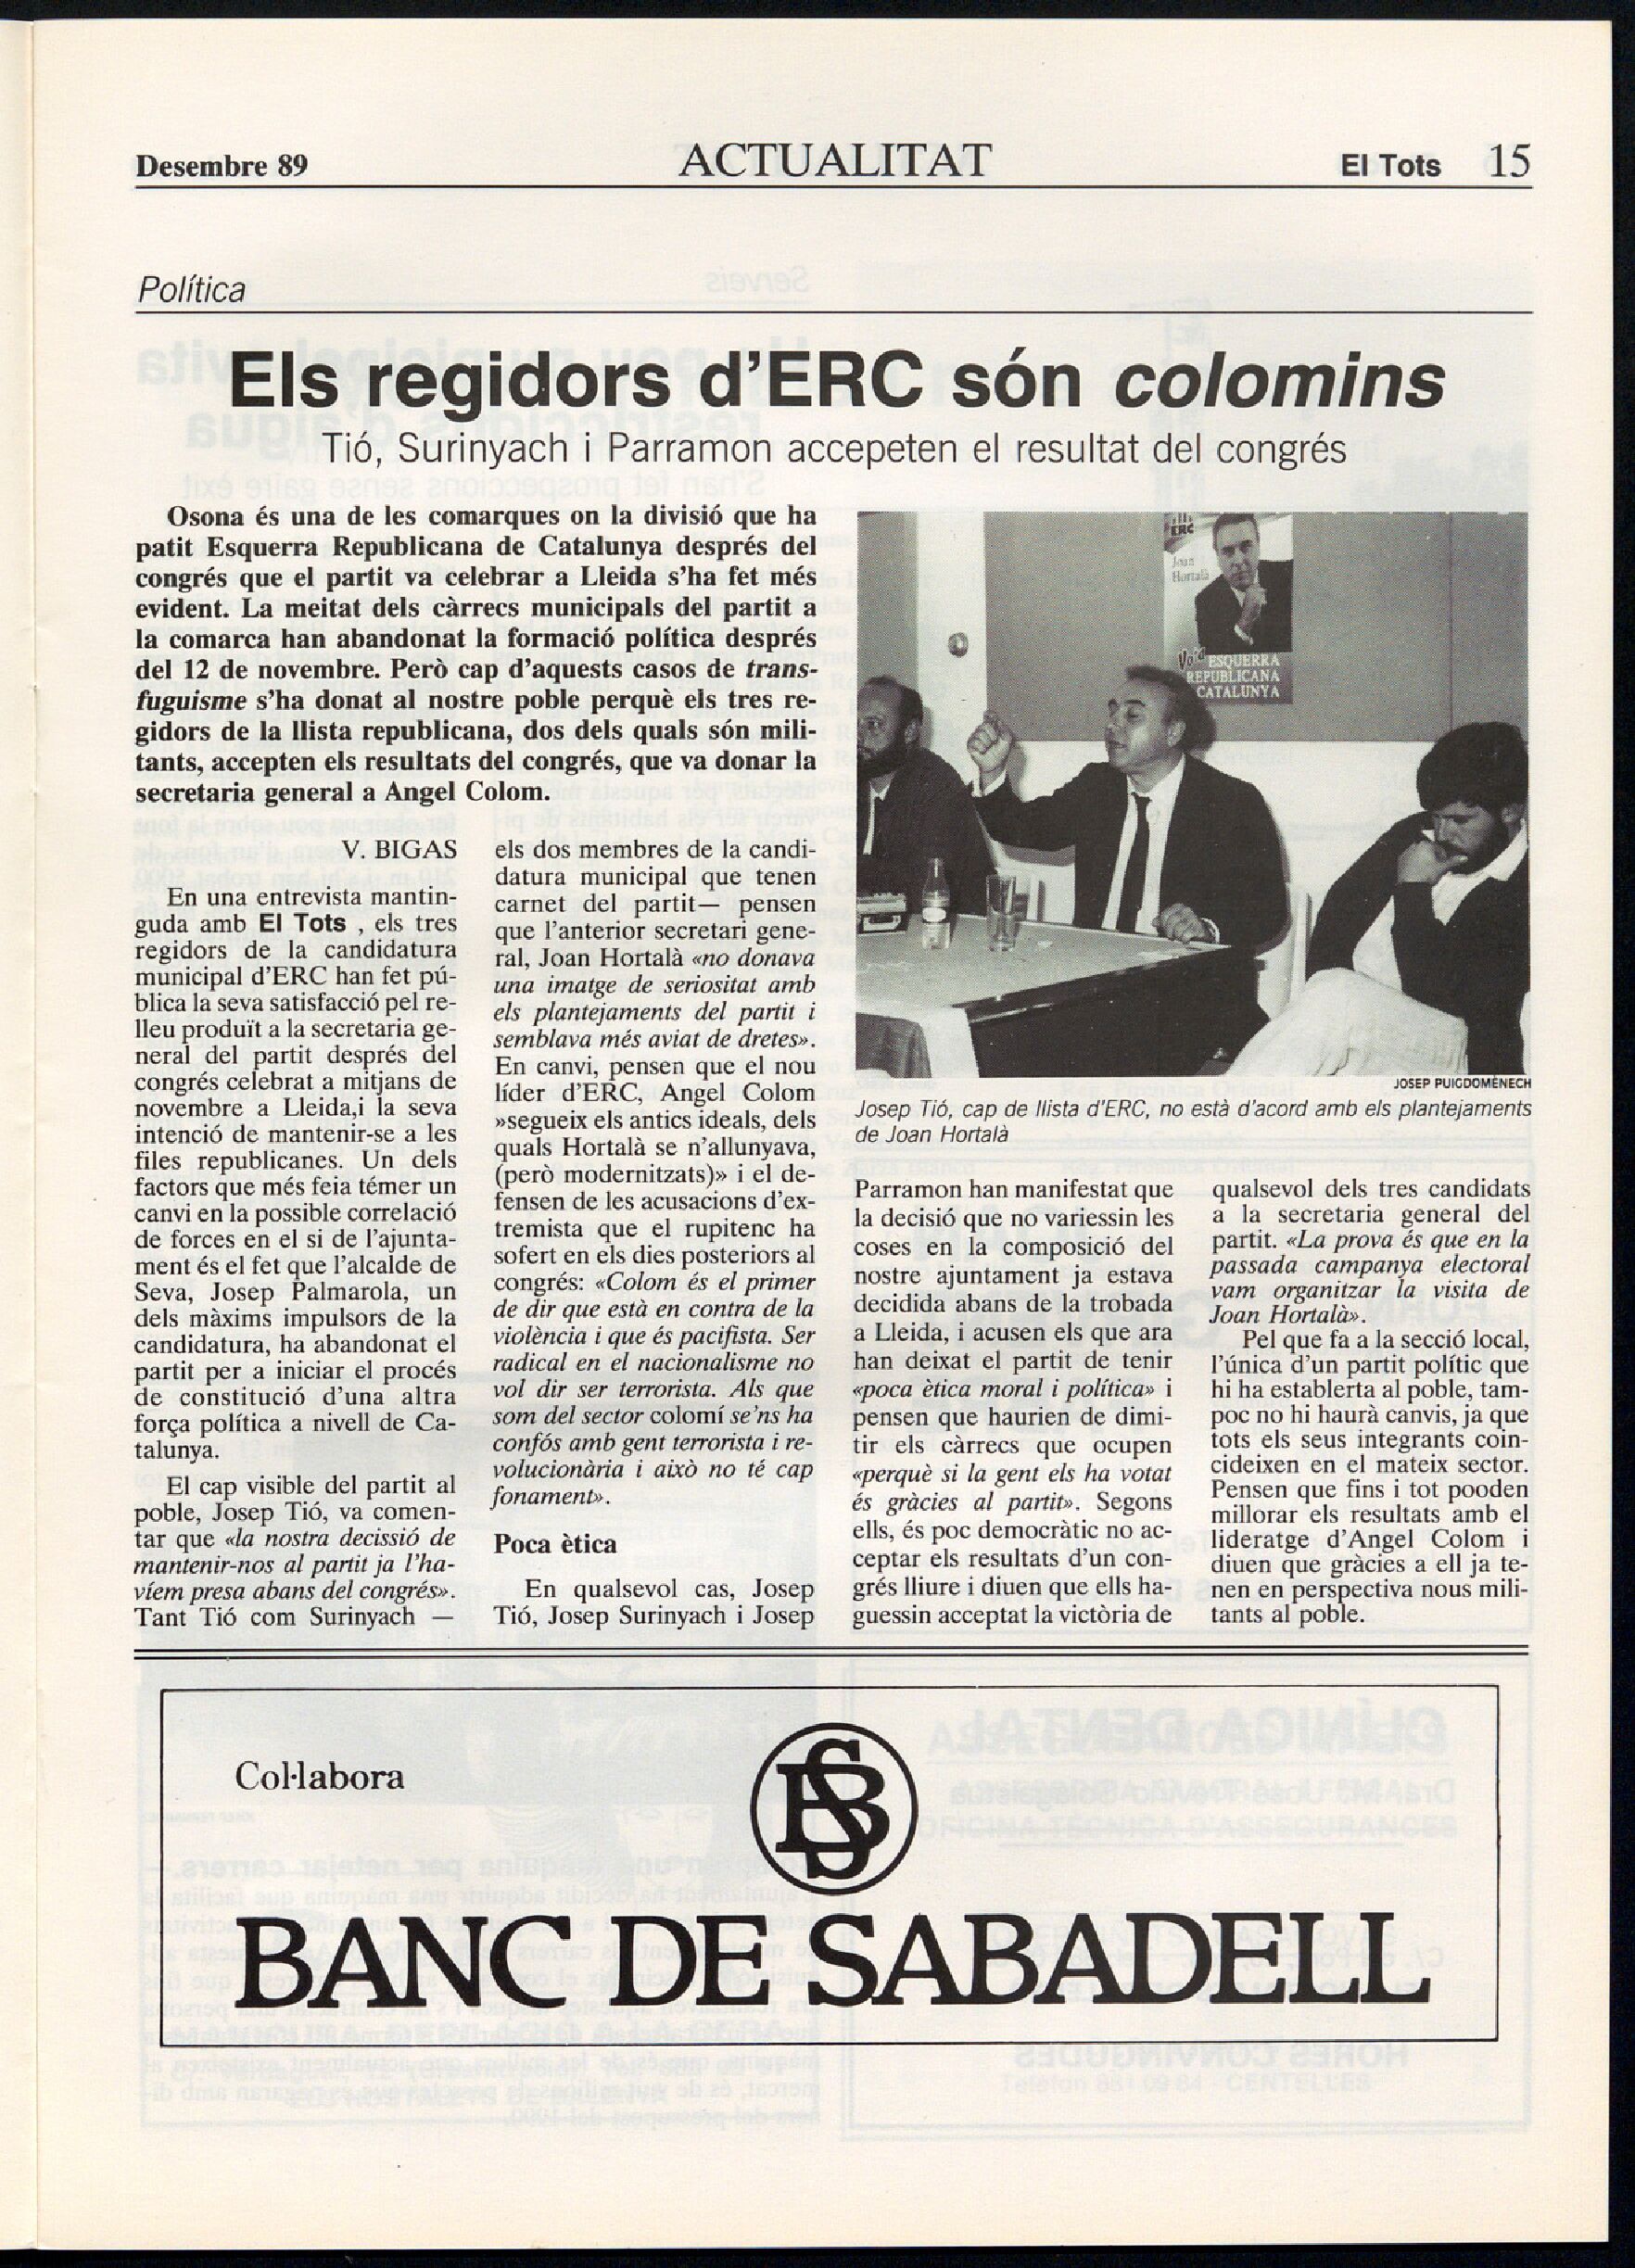 Desembre 89
ACTUALITAT
El Tots 15
Política
Els regidors d'ERC són colomins
Tió, Surinyach i Parramon accepeten el resultat del congrés
Osona és una de les comarques on la divisió que ha
patit Esquerra Republicana de Catalunya després del
congrés que el partit va celebrar a Lleida s'ha fet més
evident. La meitat dels càrrecs municipals del partit a
la comarca han abandonat la formació política després
del 12 de novembre. Però cap d'aquests casos de trans-
fuguisme s'ha donat al nostre poble perquè els tres re-
gidors de la llista republicana, dos dels quals són mili-
tants, accepten els resultats del congrés, que va donar la
secretaria general a Angel Colom.
V. BIGAS
En una entrevista mantin-
guda amb El Tots , els tres
regidors de la candidatura
municipal d'ERC han fet pú-
blica la seva satisfacció pel re-
lleu produït a la secretaria ge-
neral del partit després del
congrés celebrat a mitjans de
novembre a Lleida,i la seva
intenció de mantenir-se a les
files republicanes. Un dels
factors que més feia témer un
canvi en la possible correlació
de forces en el si de l'ajunta-
ment és el fet que l'alcalde de
Seva, Josep Palmarola, un
dels màxims impulsors de la
candidatura, ha abandonat el
partit per a iniciar el procés
de constitució d'una altra
força política a nivell de Ca-
talunya.
El cap visible del partit al
poble, Josep Tió, va comen-
tar que «la nostra decissió de
mantenir-nos al partit ja l'ha-
víem presa abans del congrés».
Tant Tió com Surinyach —
els dos membres de la candi-
datura municipal que tenen
carnet del partit— pensen
que l'anterior secretari gene-
ral, Joan Hortalà «no donava
una imatge de seriositat amb
els plantejaments del partit i
semblava més aviat de dretes».
En canvi, pensen que el nou
líder d'ERC, Angel Colom
»segueix els antics ideals, dels
quals Hortalà se n'allunyava,
(però modernitzats)» i el de-
fensen de les acusacions d'ex-
tremista que el rupitenc ha
sofert en els dies posteriors al
congrés: «Colom és el primer
de dir que està en contra de la
violència i que és pacifista. Ser
radical en el nacionalisme no
vol dir ser terrorista. Als que
som del sector colomí se'ns ha
confós amb gent terrorista i re-
volucionària i això no té cap
fonament».
Poca ètica
En qualsevol cas, Josep
Tió, Josep Surinyach i Josep
ERC
Joan
Hortalà
ESQUERRA
REPUBLICANA
CATALUNYA
JOSEP PUIGDOMÈNECH
Josep Tió, cap de llista d'ERC, no està d'acord amb els plantejaments
de Joan Hortalà
Parramon han manifestat que
la decisió que no variessin les
coses en la composició del
nostre ajuntament ja estava
decidida abans de la trobada
a Lleida, i acusen els que ara
han deixat el partit de tenir
«poca ètica moral i política» i
pensen que haurien de dimi-
tir els càrrecs que ocupen
«perquè si la gent els ha votat
és gràcies al partit». Segons
ells, és poc democràtic no ac-
ceptar els resultats d'un con-
grés lliure i diuen que ells ha-
guessin acceptat la victòria de
qualsevol dels tres candidats
a la secretaria general del
partit. «La prova és que en la
passada campanya electoral
vam organitzar la visita de
Joan Hortalà».
Pel que fa a la secció local,
l'única d'un partit polític que
hi ha establerta al poble, tam-
poc no hi haurà canvis, ja que
tots els seus integrants coin-
cideixen en el mateix sector.
Pensen que fins i tot pooden
millorar els resultats amb el
lideratge d'Angel Colom i
diuen que gràcies a ell ja te-
nen en perspectiva nous mili-
tants al poble.
Col·labora
BS
BANC DE SABADELL